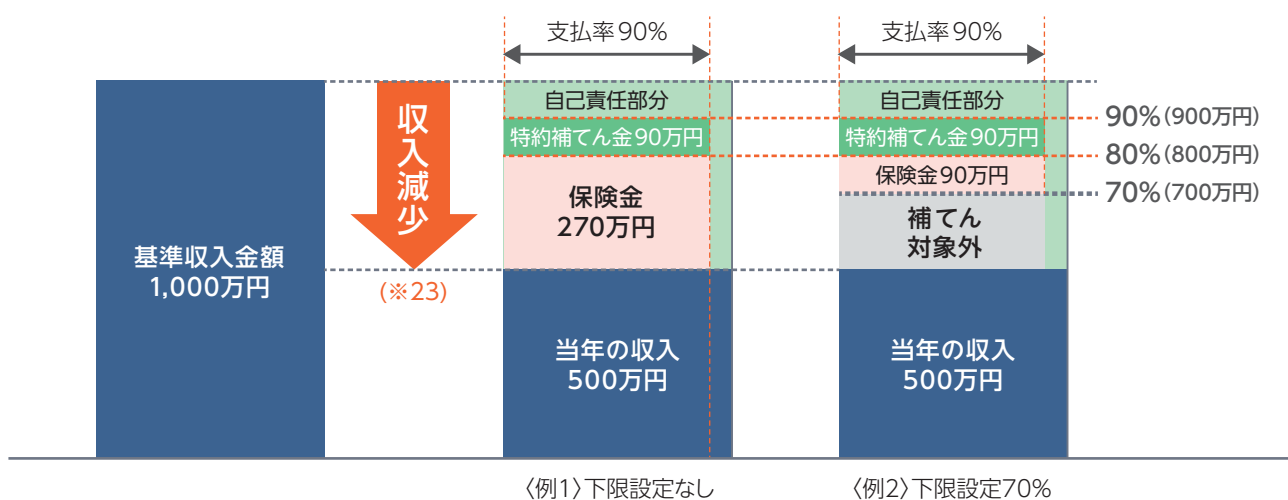 支払率90%
支払率90%
自己責任部分
自己責任部分
90%(900万円)
特約補てん金90万円
特約補てん金90万円
80%(800万円)
保険金90万円
70%(700万円)
収入減少
保険金
270万円
補てん
対象外
基準収入金額
1,000万円
(※23)
当年の収入
500万円
当年の収入
500万円
〈例1〉下限設定なし
〈例2〉下限設定70%